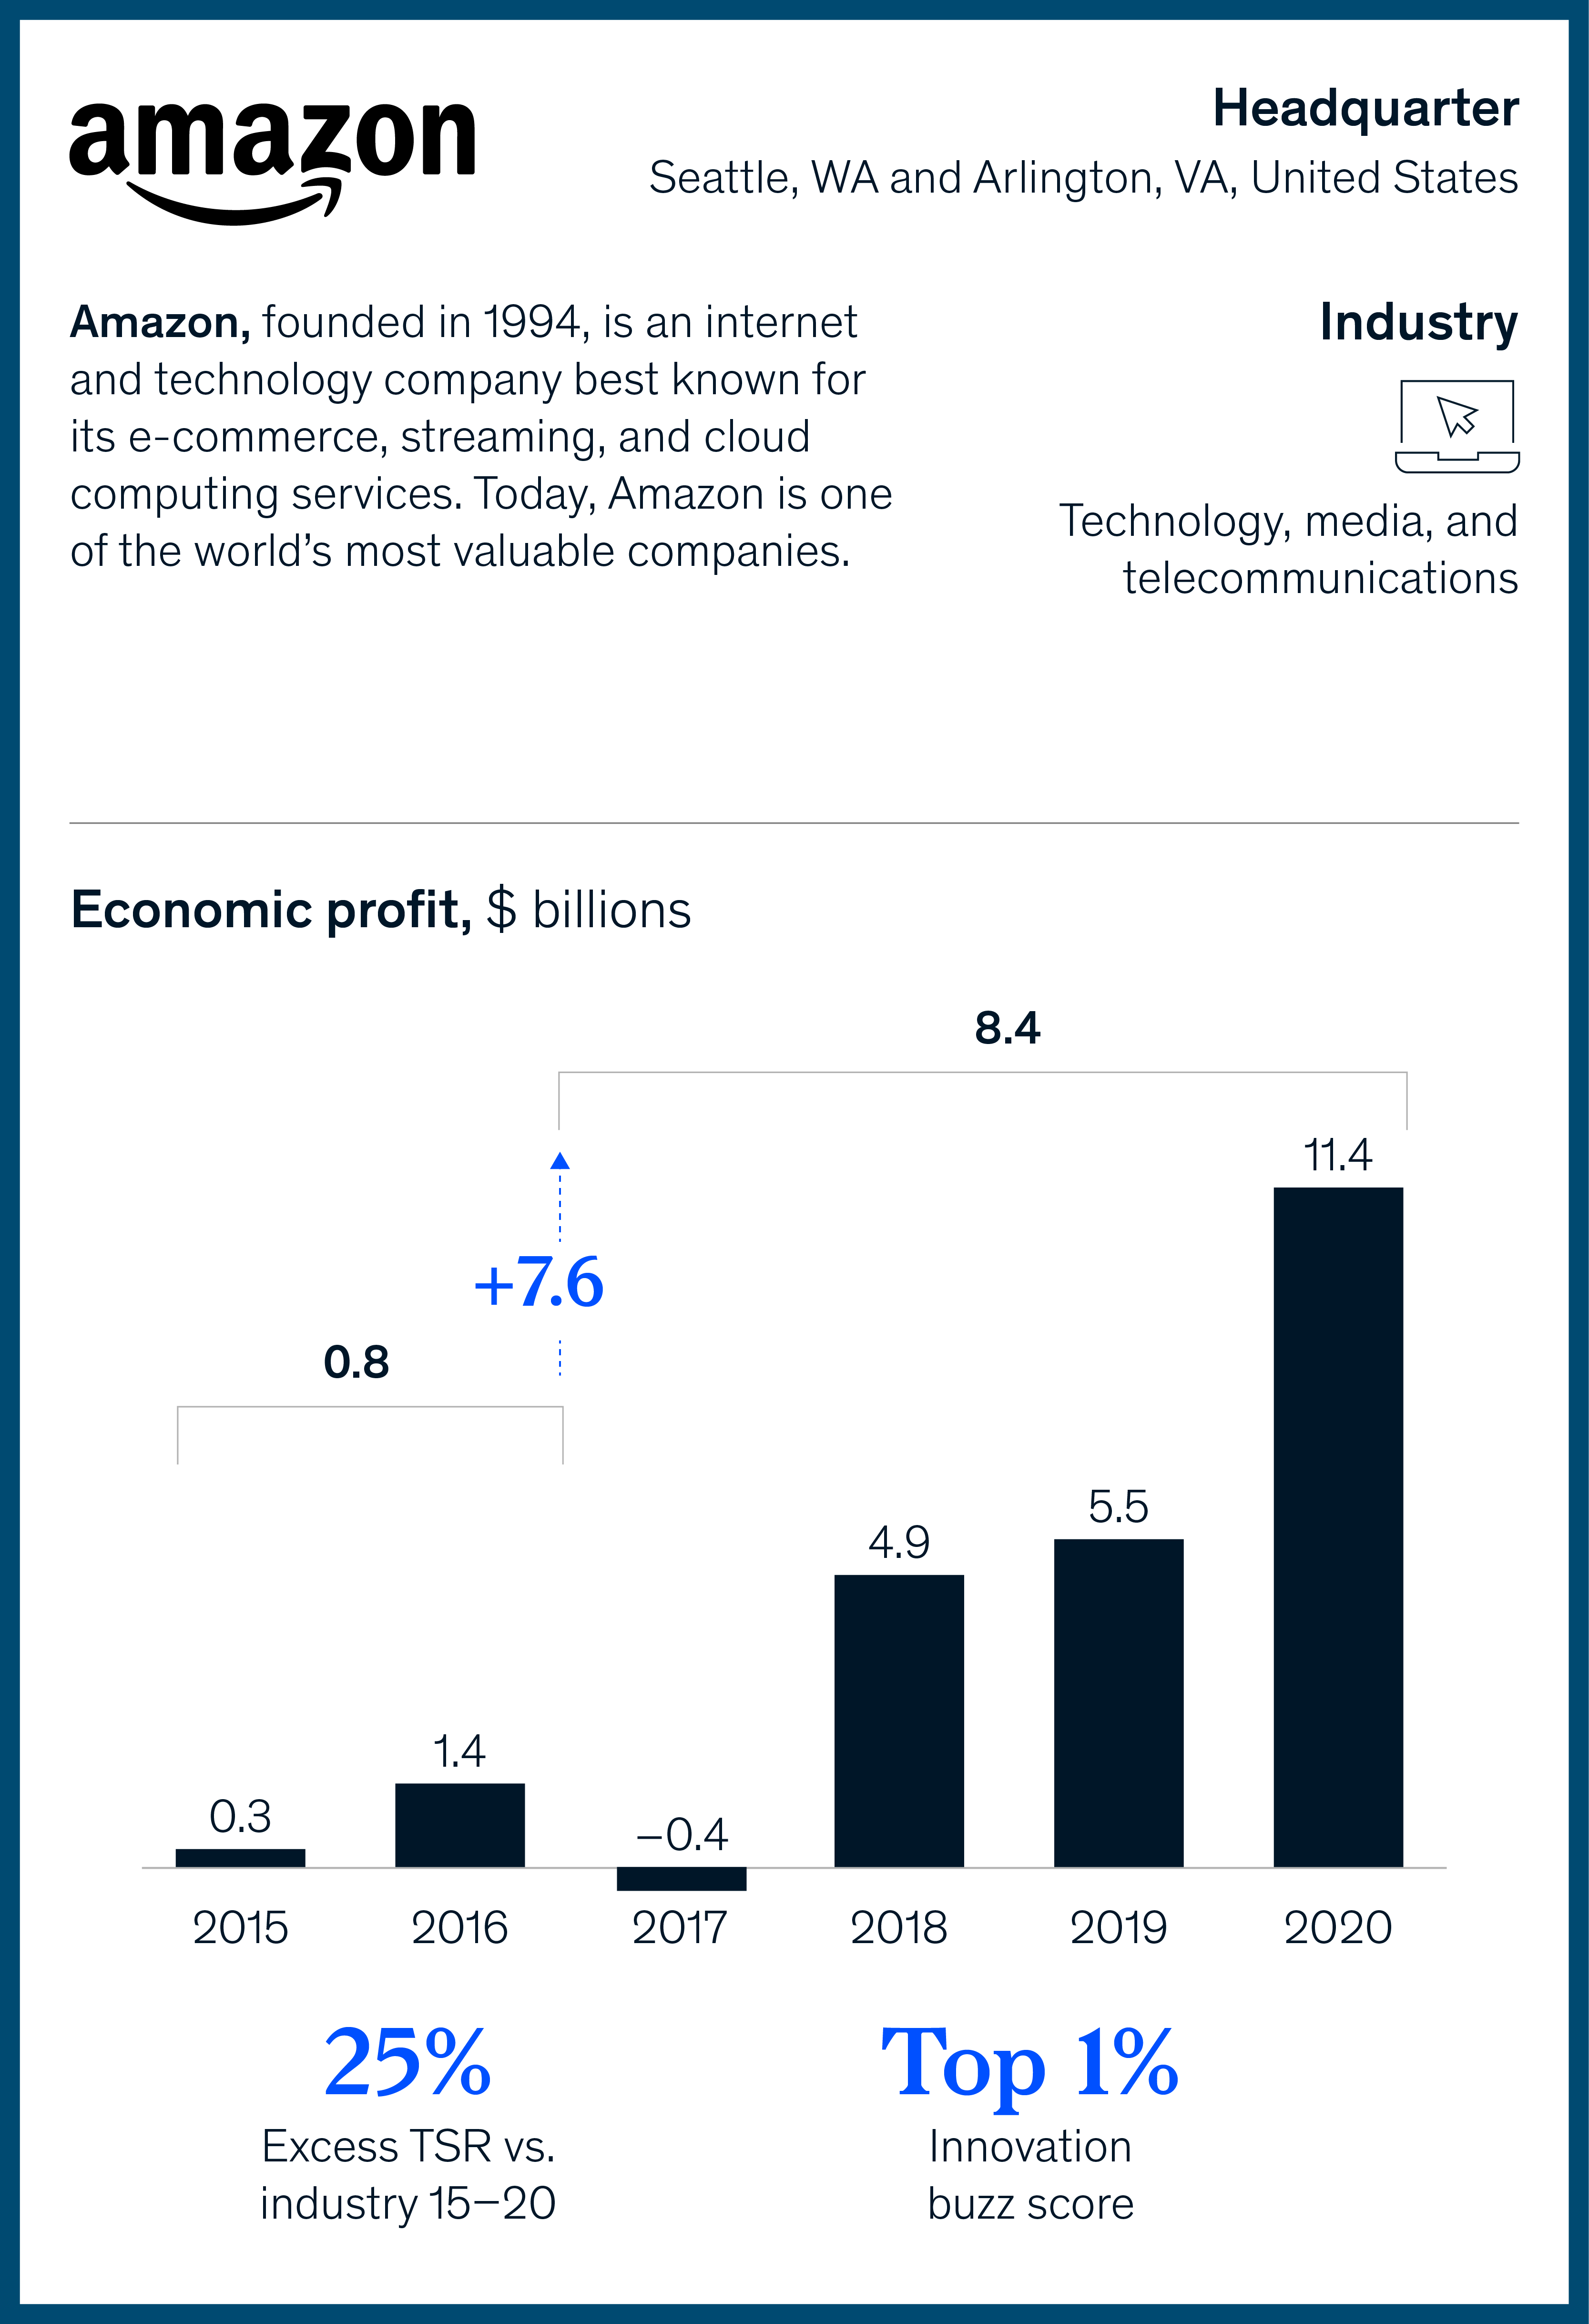 amazon
Headquarter
Seattle, WA and Arlington, VA, United States
Amazon, founded in 1994, is an internet
and technology company best known for
its e-commerce, streaming, and cloud
computing services. Today, Amazon is one
of the world’s most valuable companies.
Industry
Technology, media, and
telecommunications
Economic profit, $ billions
8.4
11.4
+7.6
0.8
5.5
4.9
1.4
0.3
–0.4
2015
2016
2017
2018
2019
2020
25%
Excess TSR vs.
industry 15–20
Top 1%
Innovation
buzz score